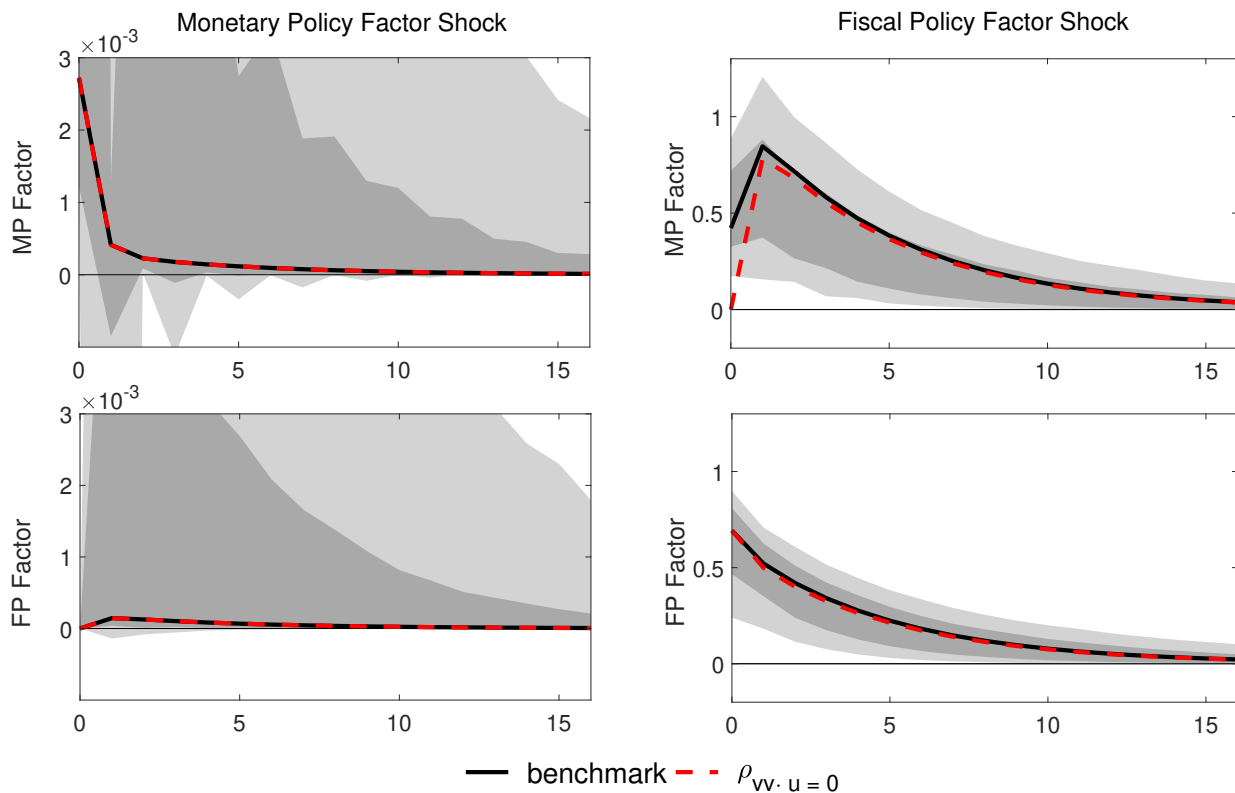 Monetary Policy Factor Shock
Fiscal Policy Factor Shock
×10⁻³
3
2
1
0
MP Factor
0 5 10 15
1
0.5
0
MP Factor
0 5 10 15
×10⁻³
3
2
1
0
FP Factor
0 5 10 15
1
0.5
0
FP Factor
0 5 10 15
benchmark
ρvv· u = 0